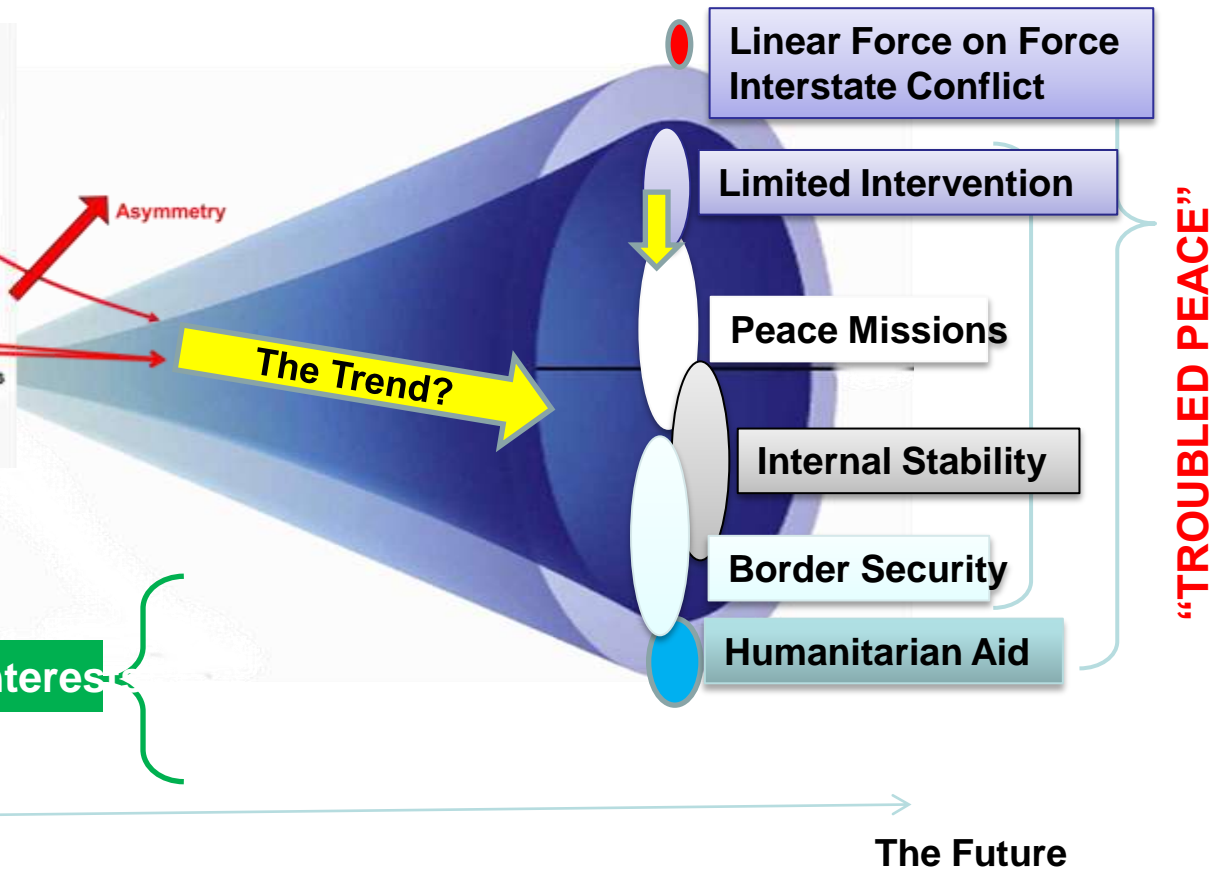 Linear Force on Force
Interstate Conflict
Limited Intervention
Asymmetry
Peace Missions
The Trend?
Internal Stability
Border Security
Humanitarian Aid
nterests
The Future
“TROUBLED PEACE”